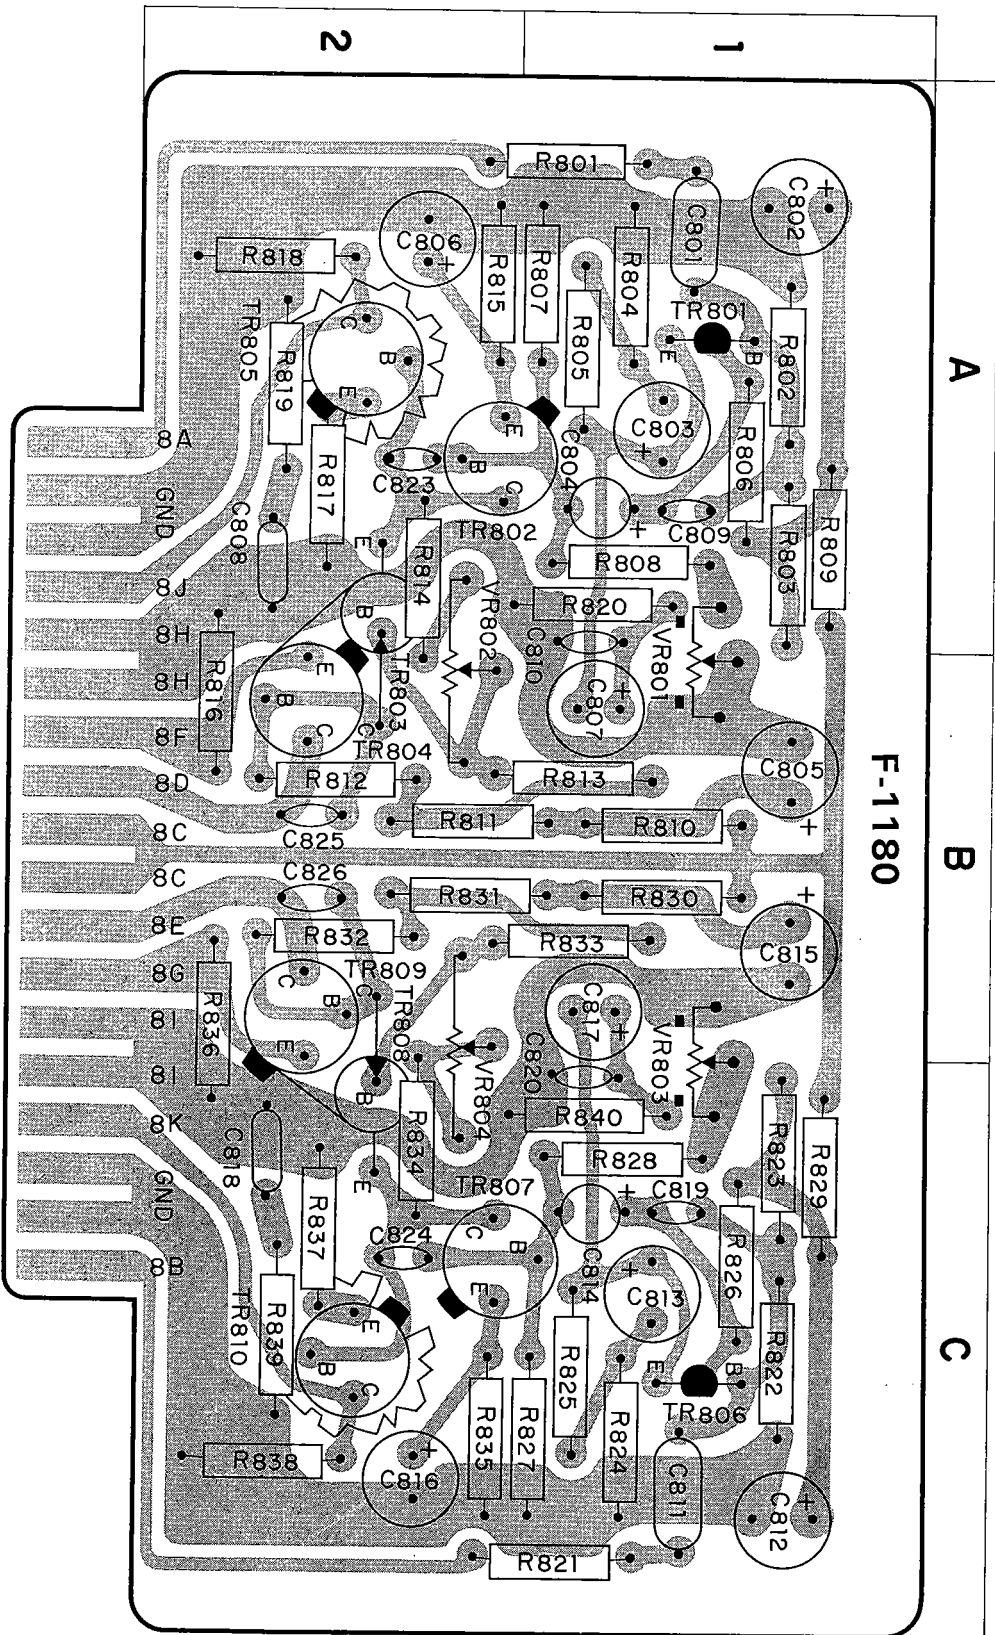 2
1
A
B
C
F-1180
R801
C802
+
C801
C806
+
R818
R815
R807
R804
TR801
E
B
R805
R802
TR805
R819
C
B
E
C803
+
R806
E
B
C
C804
+
8A
R817
C823
TR802
C809
R809
GND
C808
E
R814
R808
R803
8J
B
VR802
R820
8H
R816
E
TR803
C810
VR801
8H
B
C807
+
8F
C
C
TR804
C805
+
8D
R812
R813
8C
C825
R811
R810
8C
C826
R831
R830
+
C815
8E
R832
R833
8G
C
TR809
C
TR808
C817
+
8I
R836
B
VR803
8I
E
B
VR804
C820
8K
C818
R834
R840
R823
R829
E
R828
GND
R837
TR807
C
B
E
+
C819
C814
8B
C824
+
C813
R826
TR810
R839
E
B
C
R825
E
B
TR806
R822
R838
+
C816
R835
R827
R824
C811
+
C812
R821